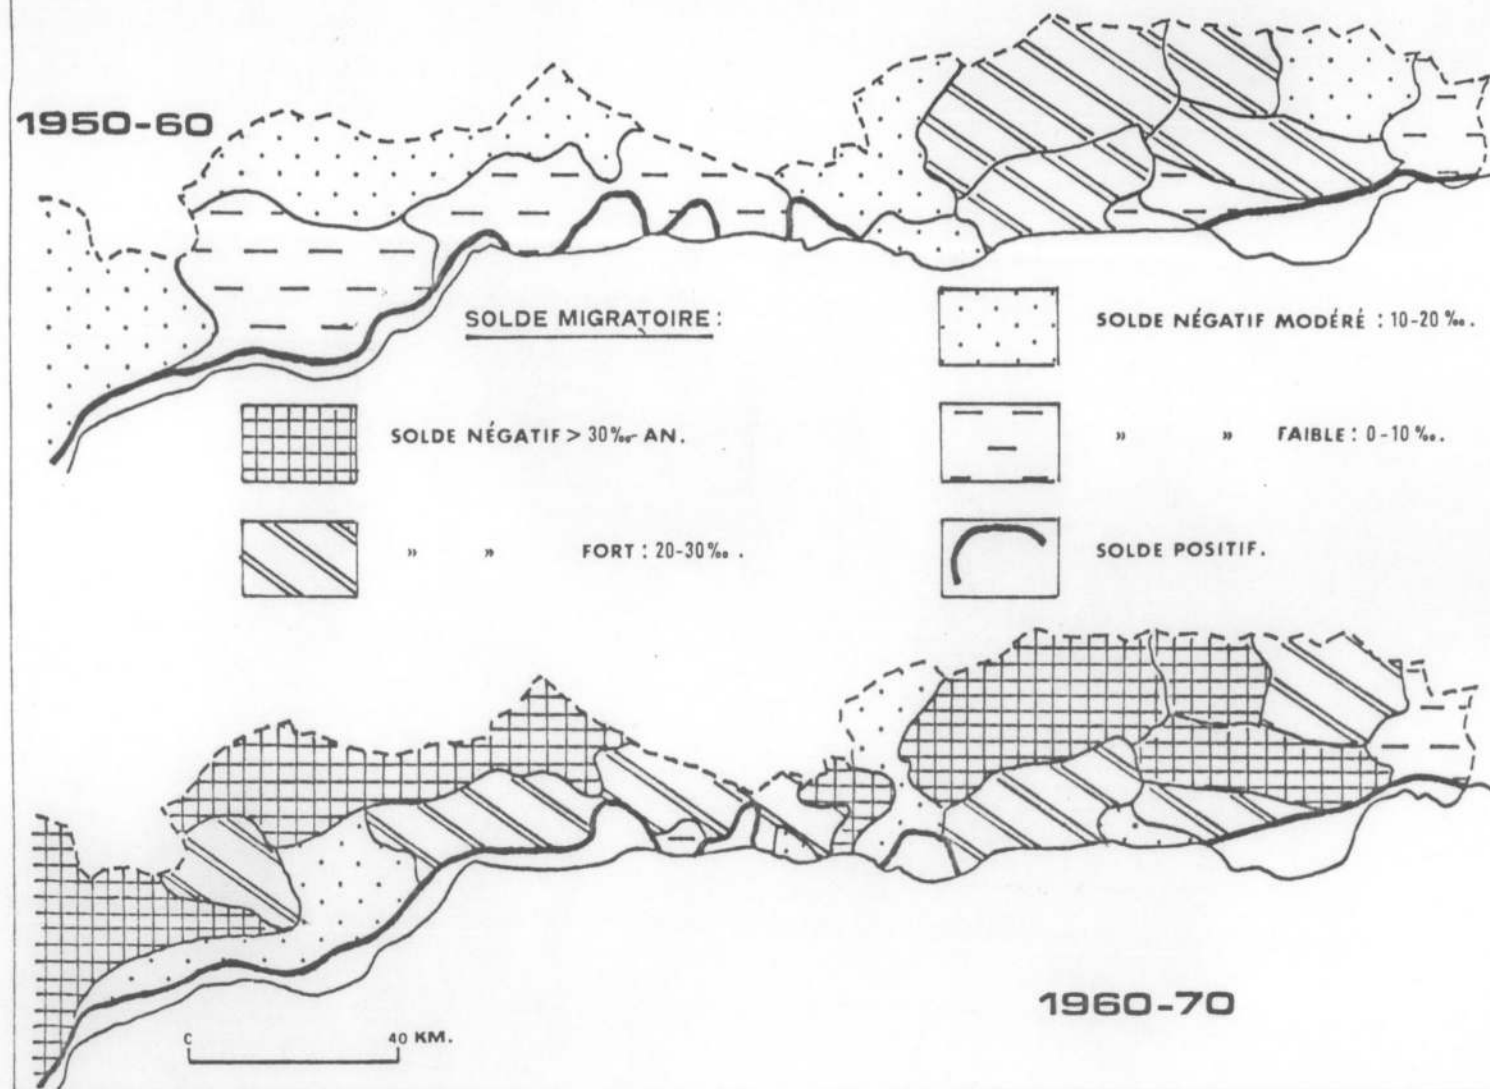 1950-60
SOLDE MIGRATOIRE :
SOLDE NÉGATIF > 30‰-AN.
» » FORT : 20-30‰.
SOLDE NÉGATIF MODÉRÉ : 10-20‰.
» » FAIBLE : 0-10‰.
SOLDE POSITIF.
1960-70
0 40 KM.